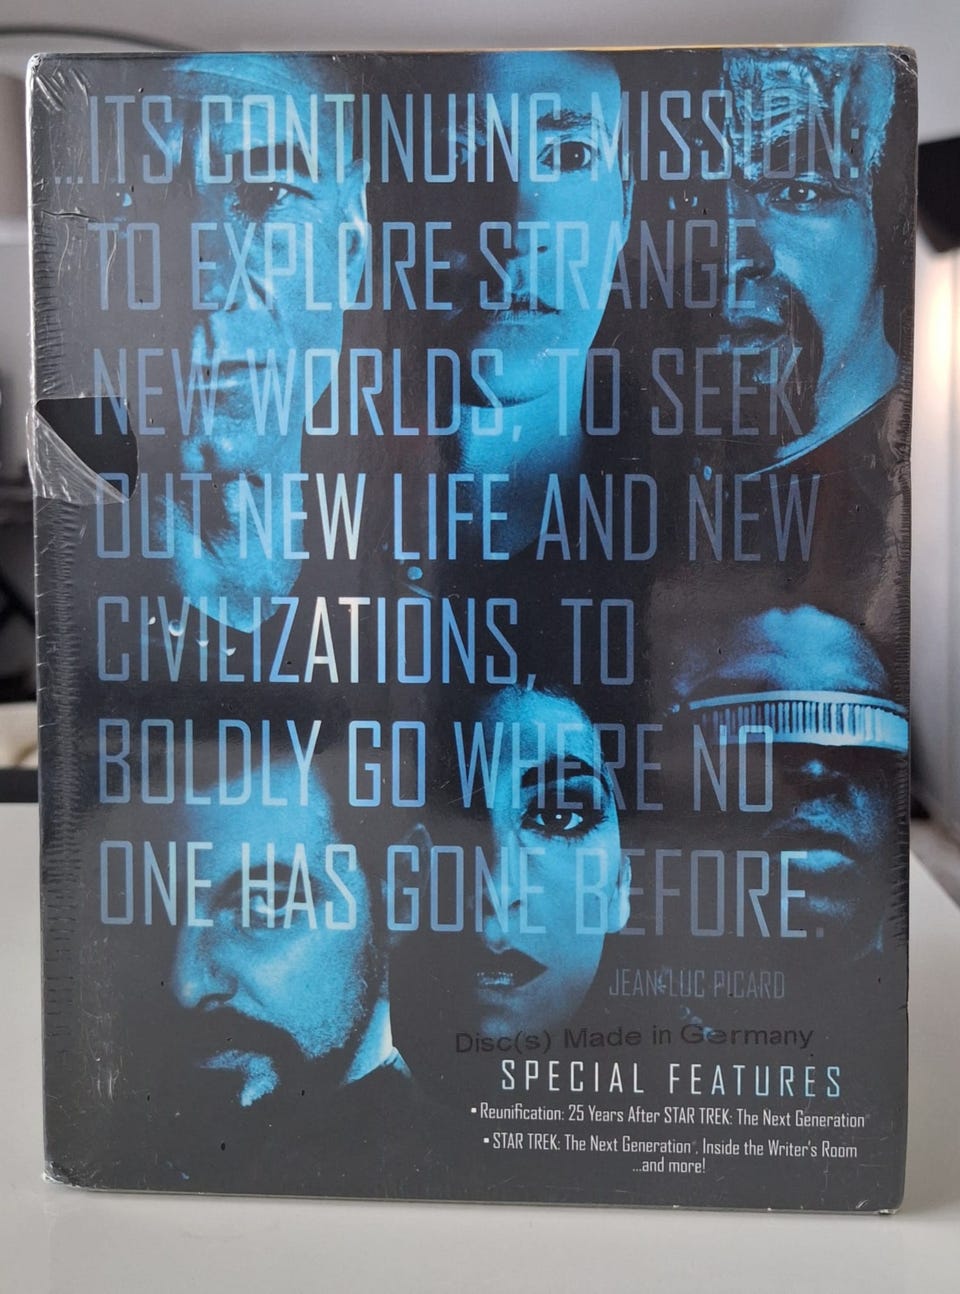 ...ITS CONTINUING MISSION:
TO EXPLORE STRANGE
NEW WORLDS, TO SEEK
OUT NEW LIFE AND NEW
CIVILIZATIONS, TO
BOLDLY GO WHERE NO
ONE HAS GONE BEFORE.
JEAN-LUC PICARD
Disc(s) Made in Germany
SPECIAL FEATURES
• Reunification: 25 Years After STAR TREK: The Next Generation
• STAR TREK: The Next Generation, Inside the Writer's Room
...and more!